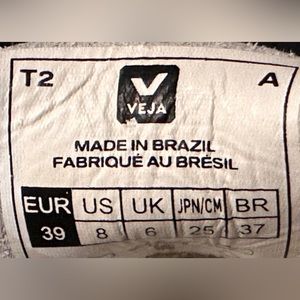 T2 V A
VEJA
MADE IN BRAZIL
FABRIQUÉ AU BRÉSIL
EUR US UK JPN/CM BR
39 8 6 25 37